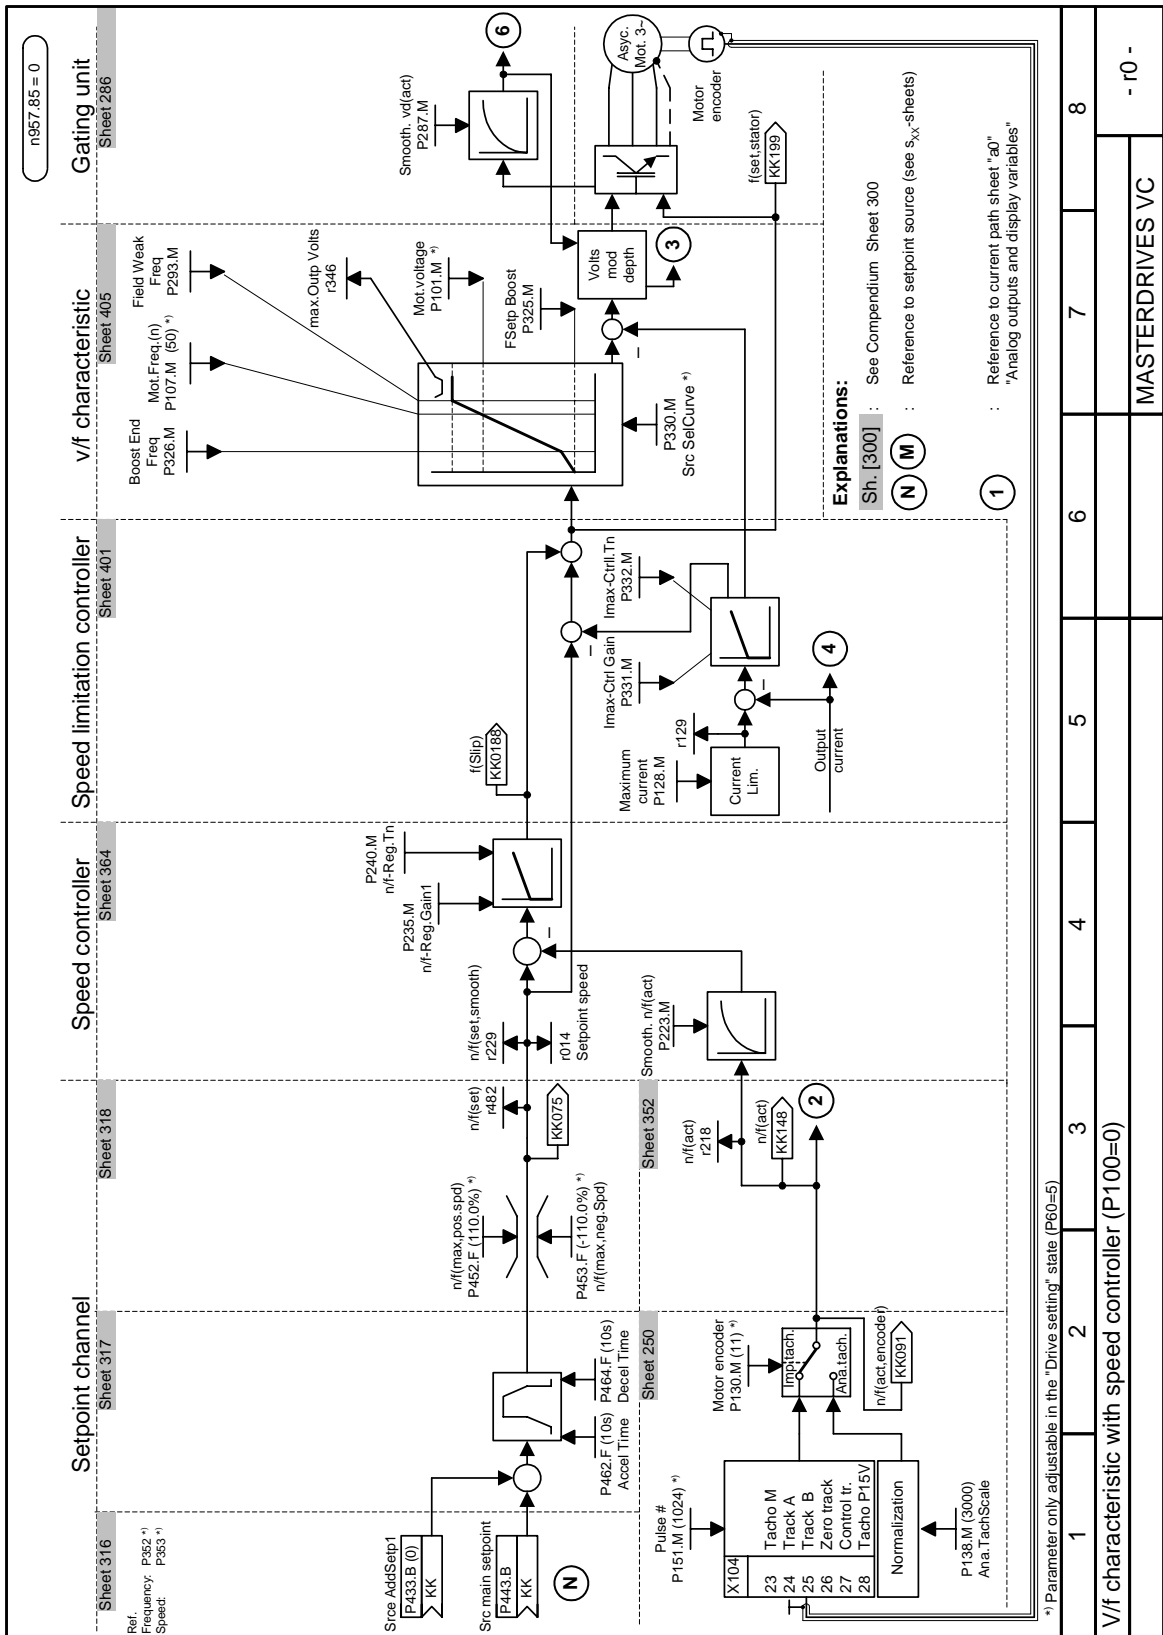 n957.85 = 0
Setpoint channel
Speed controller
Speed limitation controller
v/f characteristic
Gating unit
Sheet 316
Sheet 317
Sheet 318
Sheet 364
Sheet 401
Sheet 405
Sheet 286
Ref.
Frequency: P352 *)
Speed: P353 *)
Srce AddSetp1
P433.B (0)
KK
Src main setpoint
P443.B
KK
N
P462.F (10s)
Accel Time
P464.F (10s)
Decel Time
n/f(max,pos.spd)
P452.F (110.0%) *)
P453.F (-110.0%) *)
n/f(max,neg.Spd)
n/f(set)
r482
KK075
n/f(set,smooth)
r229
r014
Setpoint speed
P235.M
n/f-Reg.Gain1
P240.M
n/f-Reg.Tn
–
f(Slip)
KK0188
–
Boost End
Freq
P326.M
Mot.Freq.(n)
P107.M (50) *)
Field Weak
Freq
P293.M
max.Outp Volts
r346
Mot.voltage
P101.M *)
FSetp Boost
P325.M
P330.M
Src SelCurve *)
–
Volts
mod
depth
3
Smooth. vd(act)
P287.M
6
Asyc.
Mot. 3~
Motor
encoder
f(set,stator)
KK199
Maximum
current
P128.M
Current
Lim.
r129
–
Imax-Ctrl Gain
P331.M
Imax-Ctrll.Tn
P332.M
Output
current
4
Sheet 250
Sheet 352
Pulse #
P151.M (1024) *)
X104
23 Tacho M
24 Track A
25 Track B
26 Zero track
27 Control tr.
28 Tacho P15V
Normalization
P138.M (3000)
Ana.TachScale
Motor encoder
P130.M (11) *)
Imp.tach.
Ana.tach.
n/f(act,encoder)
KK091
n/f(act)
r218
n/f(act)
KK148
2
Smooth. n/f(act)
P223.M
Explanations:
Sh. [300] : See Compendium Sheet 300
N M : Reference to setpoint source (see sXX-sheets)
1 : Reference to current path sheet "a0"
"Analog outputs and display variables"
*) Parameter only adjustable in the "Drive setting" state (P60=5)
1 2 3 4 5 6 7 8
V/f characteristic with speed controller (P100=0)
- r0 -
MASTERDRIVES VC